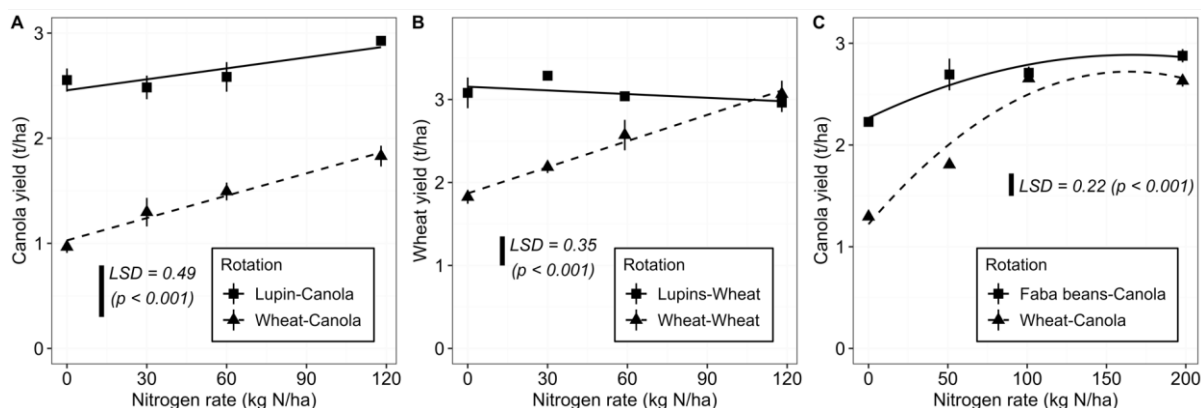 A
Canola yield (t/ha)
3
2
1
0
LSD = 0.49
(p < 0.001)
Rotation
Lupin-Canola
Wheat-Canola
0 30 60 90 120
Nitrogen rate (kg N/ha)
B
Wheat yield (t/ha)
3
2
1
0
LSD = 0.35
(p < 0.001)
Rotation
Lupins-Wheat
Wheat-Wheat
0 30 60 90 120
Nitrogen rate (kg N/ha)
C
Canola yield (t/ha)
3
2
1
0
LSD = 0.22 (p < 0.001)
Rotation
Faba beans-Canola
Wheat-Canola
0 50 100 150 200
Nitrogen rate (kg N/ha)